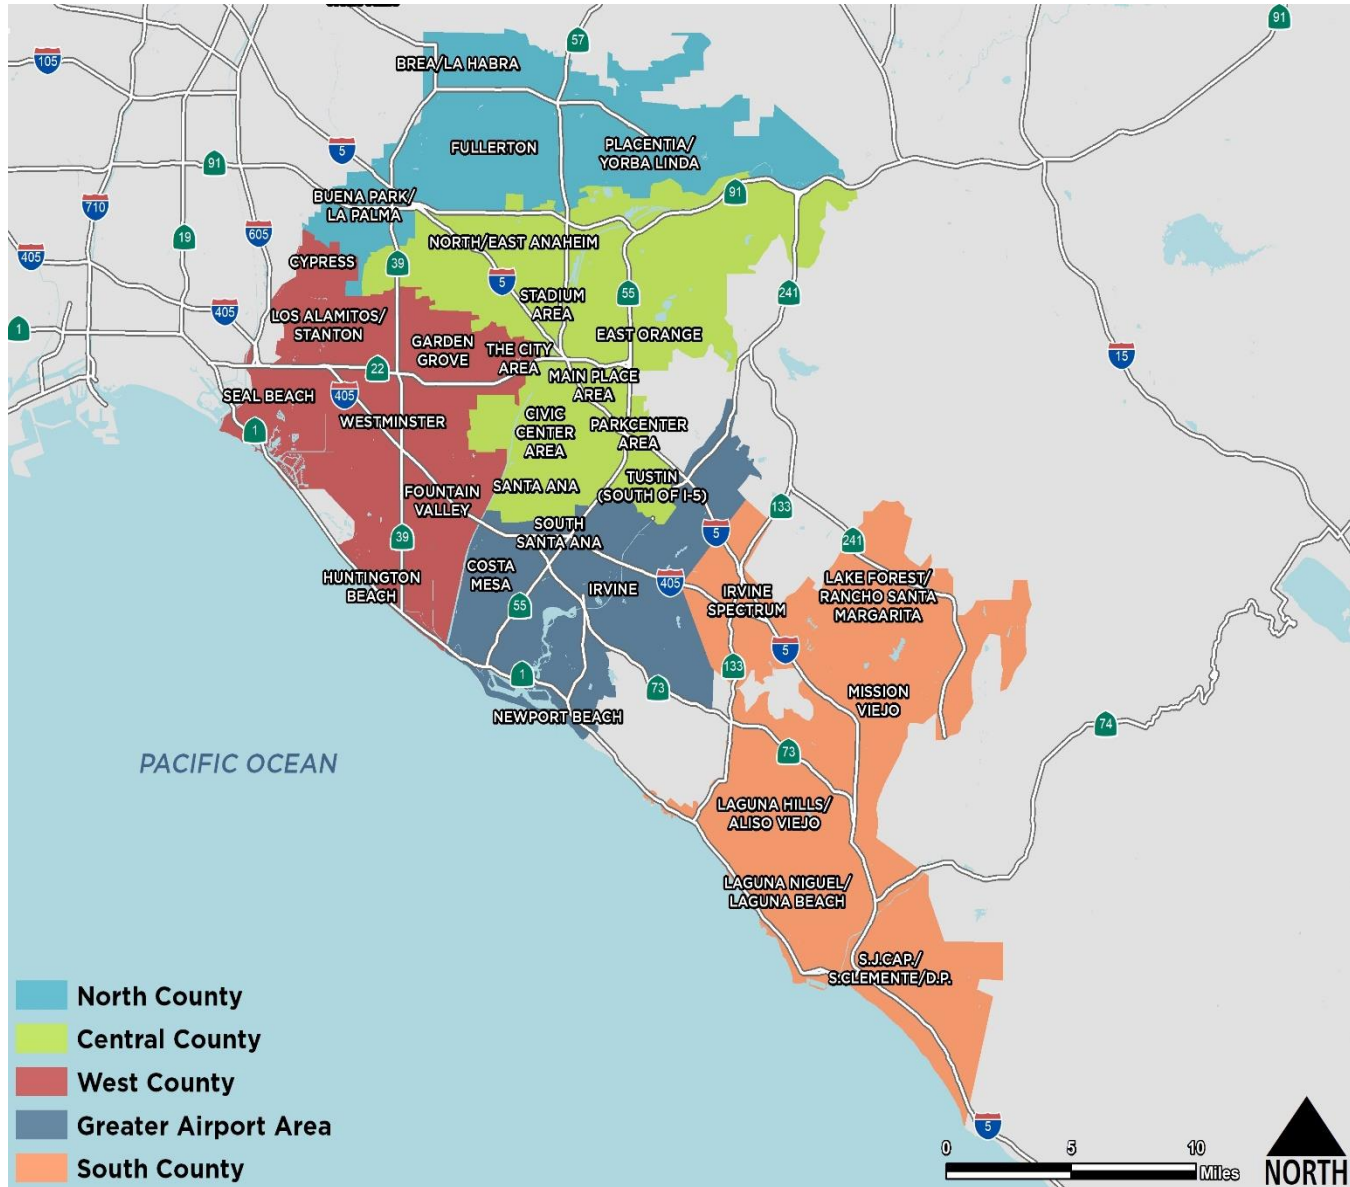 91
57
105
BREA/LA HABRA
5
FULLERTON
PLACENTIA/
YORBA LINDA
91
91
BUENA PARK/
LA PALMA
710
19
605
NORTH/EAST ANAHEIM
405
CYPRESS
39
5
55
241
STADIUM
AREA
405
LOS ALAMITOS/
STANTON
1
EAST ORANGE
GARDEN
GROVE
THE CITY
AREA
15
22
MAIN PLACE
AREA
SEAL BEACH
405
WESTMINSTER
CIVIC
CENTER
AREA
PARKCENTER
AREA
1
SANTA ANA
TUSTIN
(SOUTH OF I-5)
FOUNTAIN
VALLEY
133
SOUTH
SANTA ANA
5
39
241
COSTA
MESA
HUNTINGTON
BEACH
IRVINE
405
IRVINE
SPECTRUM
LAKE FOREST/
RANCHO SANTA
MARGARITA
55
5
133
1
73
MISSION
VIEJO
NEWPORT BEACH
74
PACIFIC OCEAN
73
LAGUNA HILLS/
ALISO VIEJO
LAGUNA NIGUEL/
LAGUNA BEACH
S.J.CAP./
S.CLEMENTE/D.P.
North County
Central County
West County
Greater Airport Area
South County
5
0 5 10
Miles
NORTH